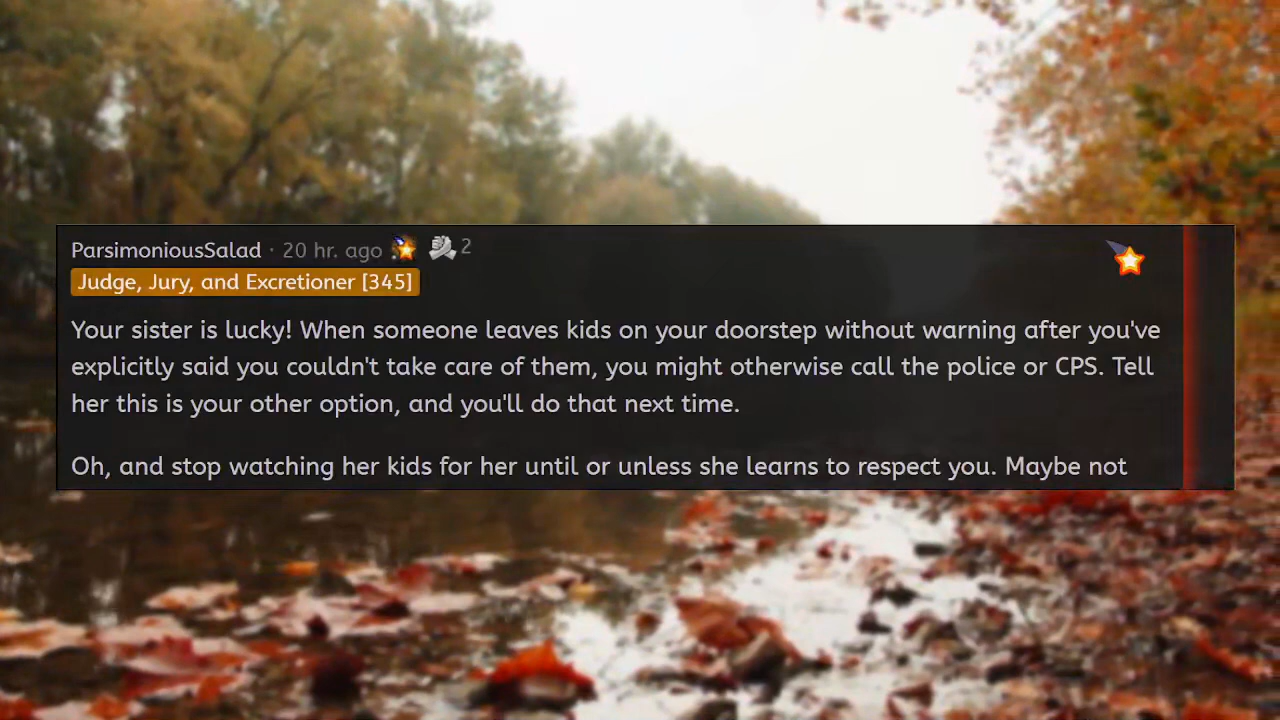 ParsimoniousSalad · 20 hr. ago 2
Judge, Jury, and Excretioner [345]
Your sister is lucky! When someone leaves kids on your doorstep without warning after you've
explicitly said you couldn't take care of them, you might otherwise call the police or CPS. Tell
her this is your other option, and you'll do that next time.
Oh, and stop watching her kids for her until or unless she learns to respect you. Maybe not